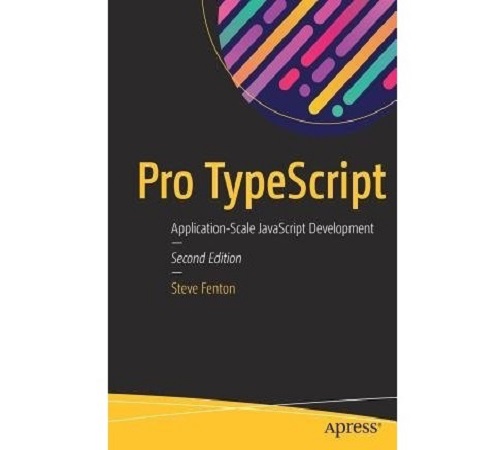 Pro TypeScript
Application-Scale JavaScript Development
Second Edition
Steve Fenton
Apress®